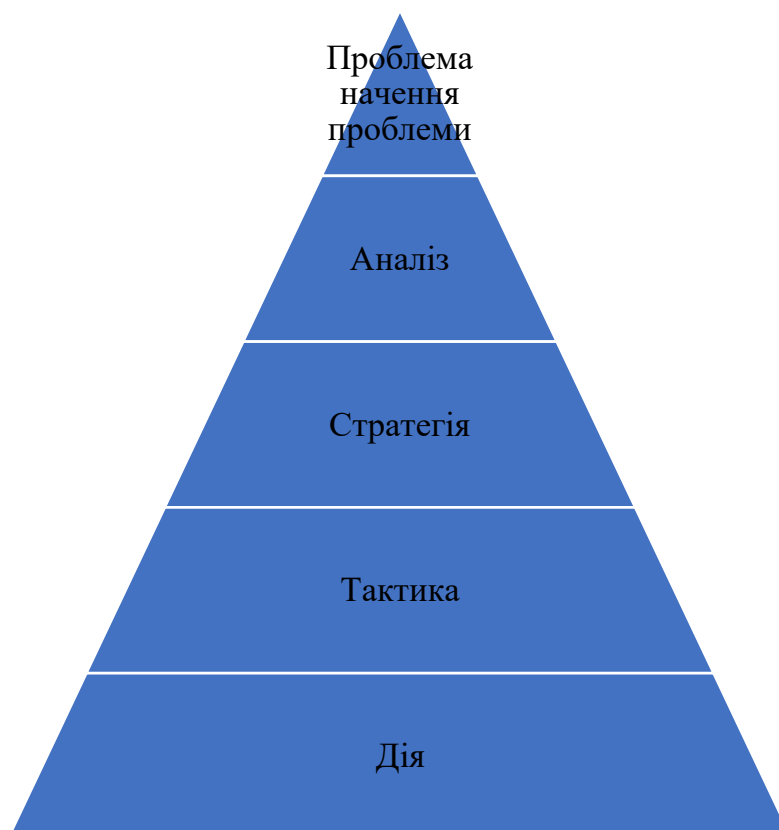 Проблема
начення
проблеми
Аналіз
Стратегія
Тактика
Дія